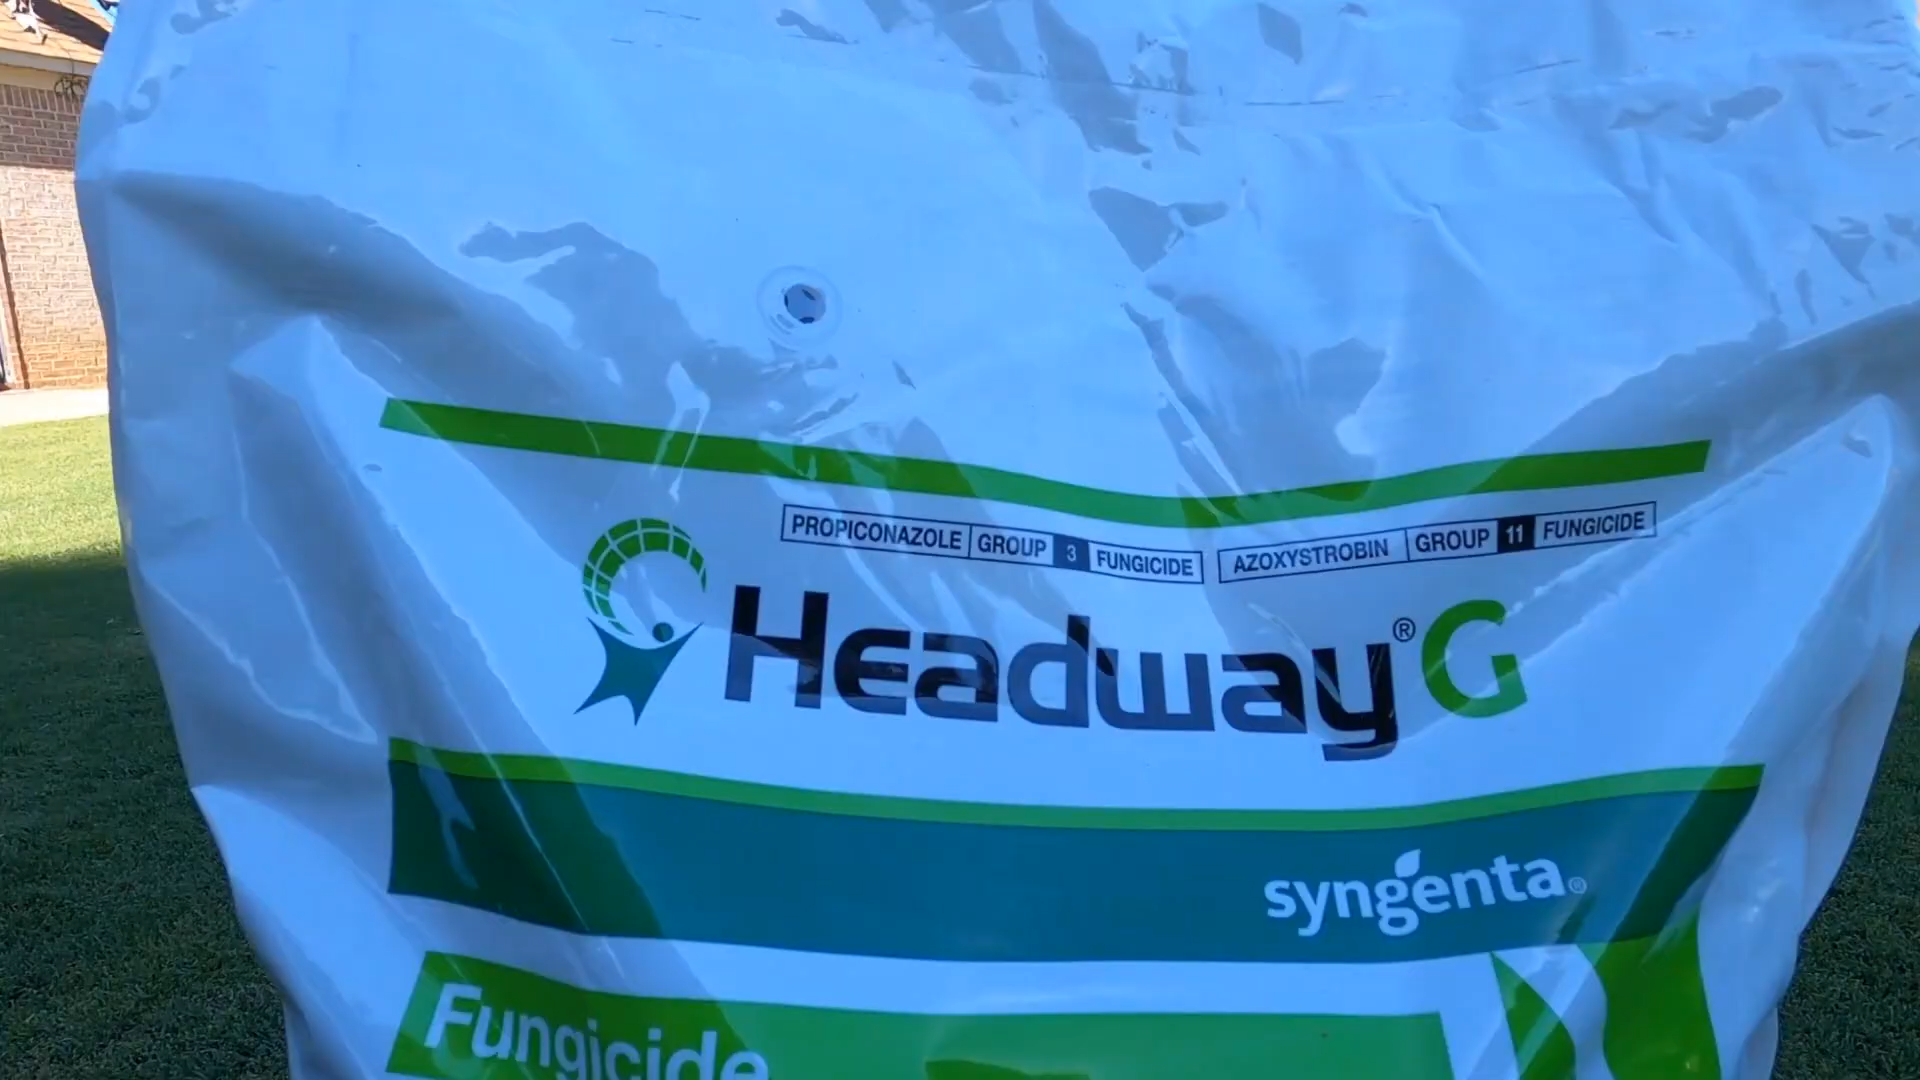 PROPICONAZOLE GROUP 3 FUNGICIDE AZOXYSTROBIN GROUP 11 FUNGICIDE
Headway® G
syngenta®
Fungicide